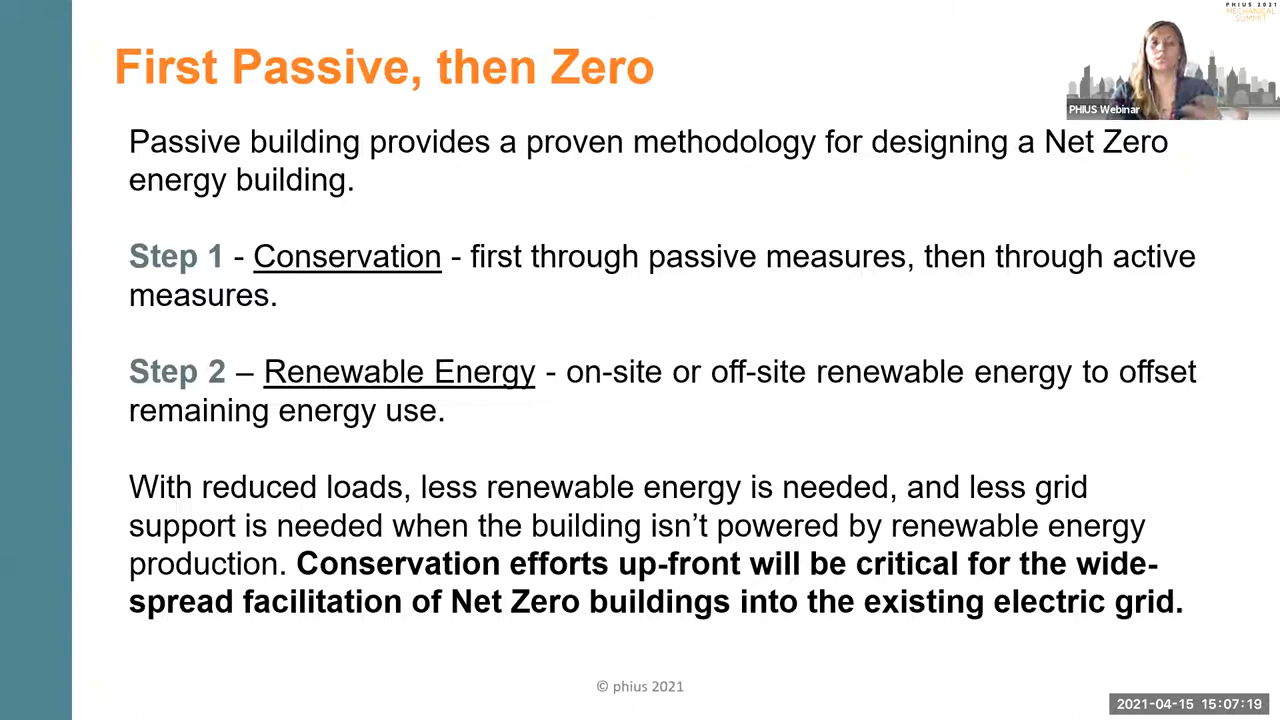 PHIUS 2021
MECHANICAL
SUMMIT
First Passive, then Zero
PHIUS Webinar
Passive building provides a proven methodology for designing a Net Zero
energy building.
Step 1 - Conservation - first through passive measures, then through active
measures.
Step 2 – Renewable Energy - on-site or off-site renewable energy to offset
remaining energy use.
With reduced loads, less renewable energy is needed, and less grid
support is needed when the building isn’t powered by renewable energy
production. Conservation efforts up-front will be critical for the wide-
spread facilitation of Net Zero buildings into the existing electric grid.
© phius 2021
2021-04-15 15:07:19